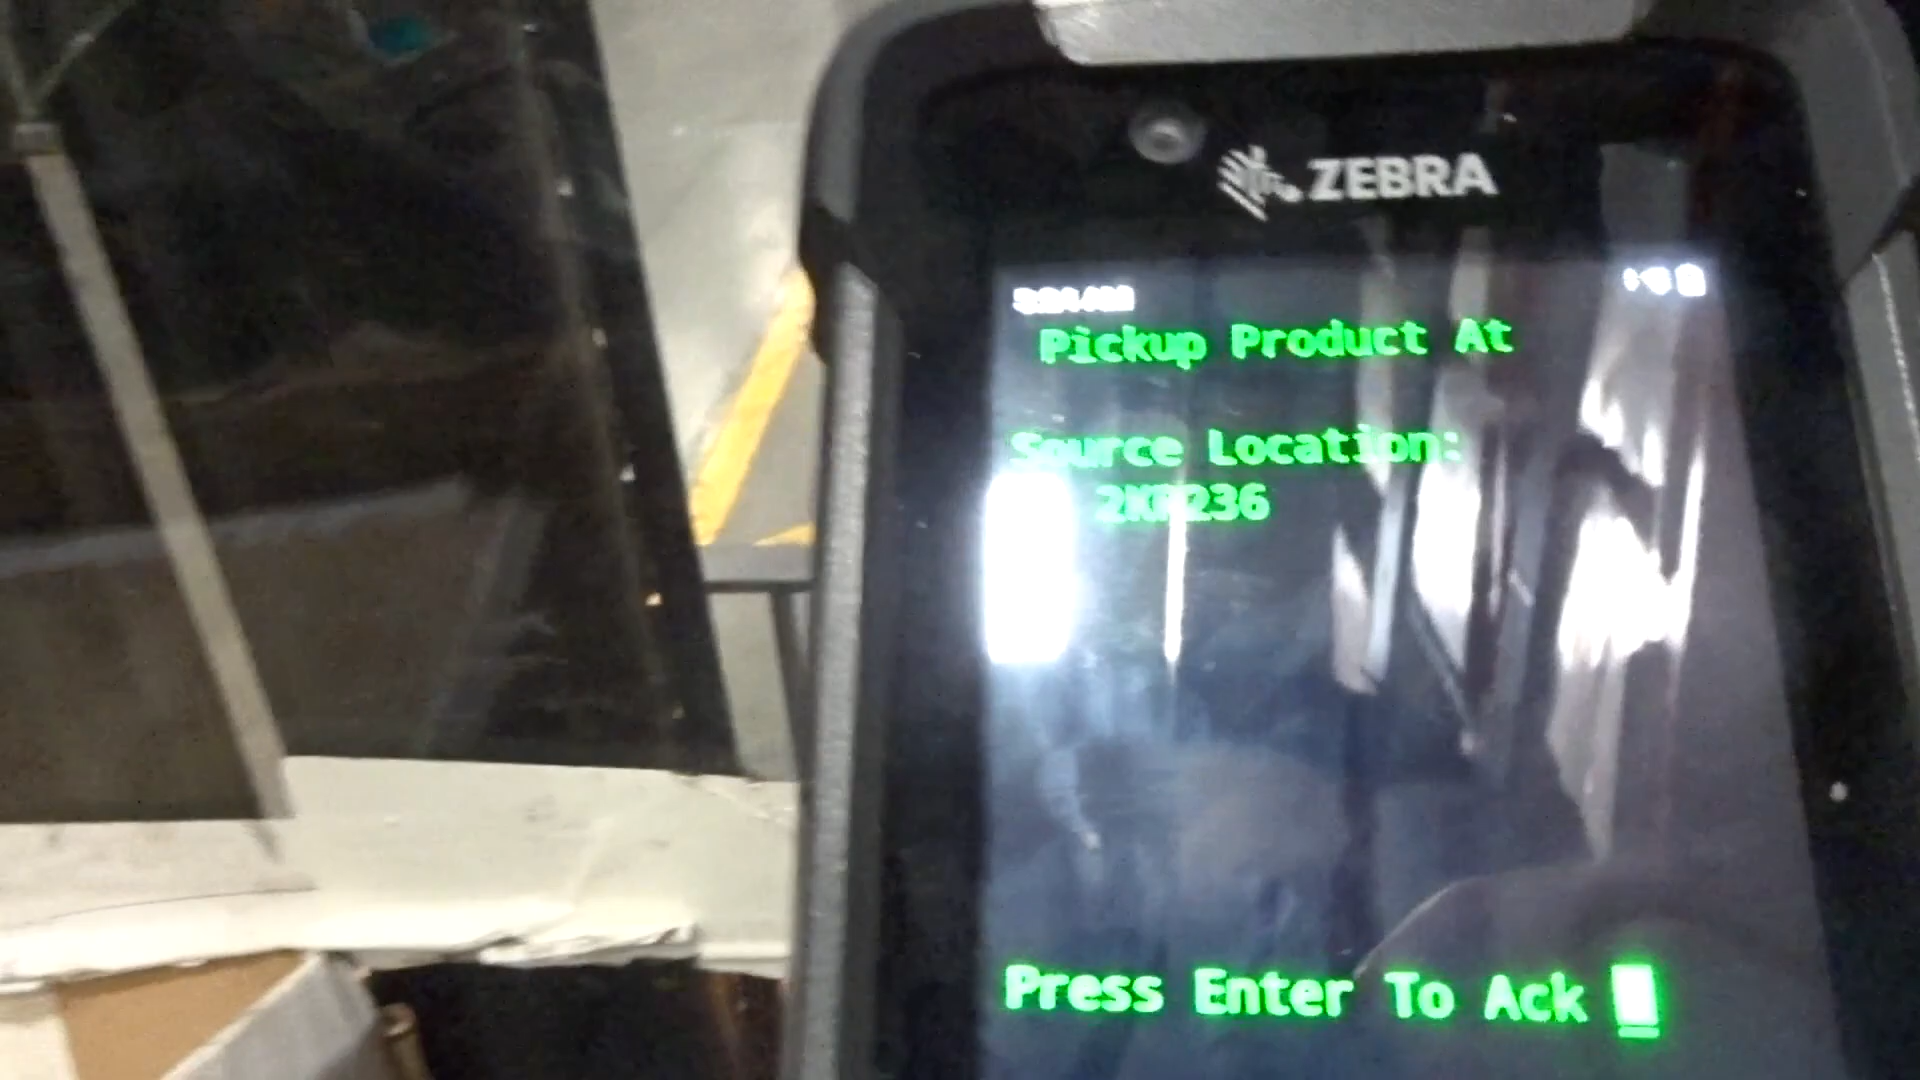 ZEBRA
Pickup Product At
Source Location:
Press Enter To Ack